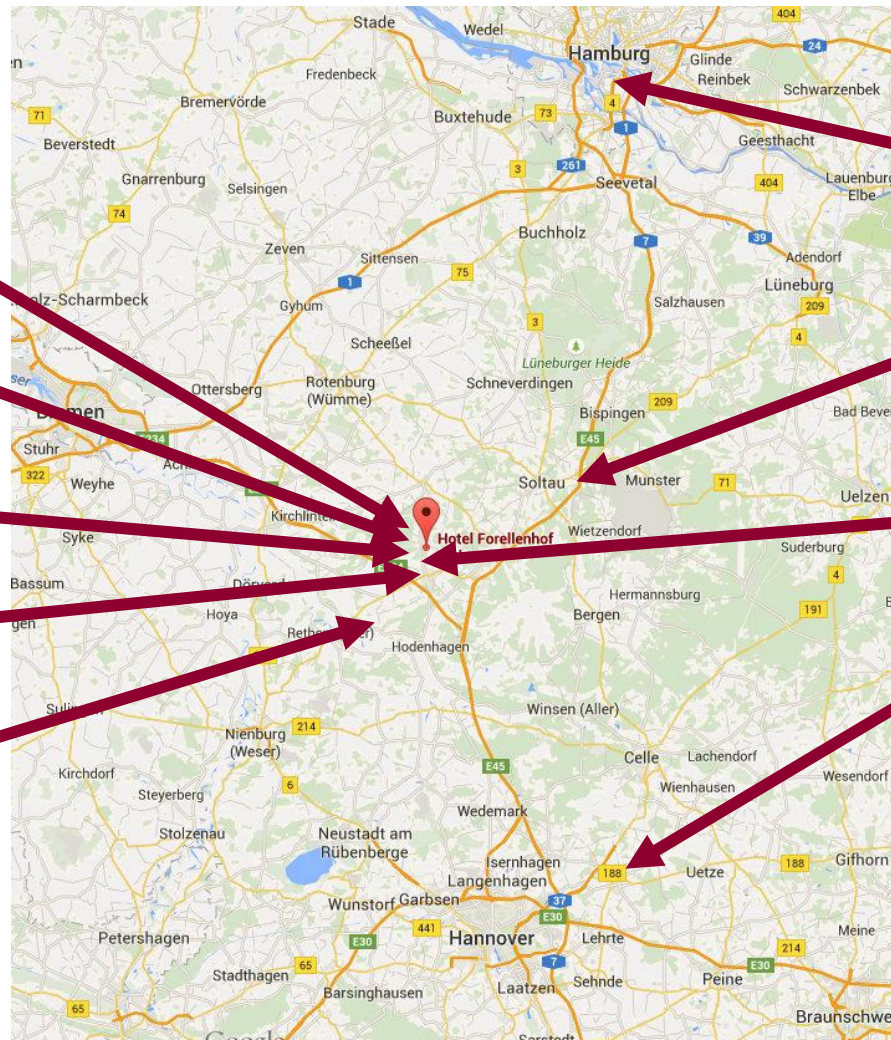 Stade
Wedel
404
Hamburg
24
Glinde
Reinbek
Fredenbeck
Schwarzenbek
Bremervörde
71
Buxtehude
73
4
1
Geesthacht
Beverstedt
261
Gnarrenburg
Selsingen
3
Seevetal
404
Lauenburg
Elbe
74
Buchholz
7
39
Zeven
Sittensen
75
Adendorf
1
Lüneburg
olz-Scharmbeck
Gyhum
Salzhausen
209
3
4
Scheeßel
Lüneburger Heide
Ottersberg
Rotenburg
(Wümme)
Schneverdingen
209
Bispingen
Bad Beve
E234
E45
Stuhr
322
Weyhe
Soltau
Munster
71
Uelzen
Syke
Hotel Forellenhof
Wietzendorf
Suderburg
Bassum
4
Hermannsburg
191
Hoya
Bergen
Hodenhagen
Winsen (Aller)
214
Nienburg
(Weser)
Celle
Lachendorf
Kirchdorf
E45
Wesendorf
Steyerberg
6
Wienhausen
Wedemark
Stolzenau
Neustadt am
Rübenberge
Isernhagen
188
188
Gifhorn
Langenhagen
Uetze
Wunstorf
Garbsen
37
441
E30
Petershagen
E30
Hannover
Lehrte
Meine
214
65
7
E30
Stadthagen
Laatzen
Sehnde
Peine
Barsinghausen
65
Braunschwe
Google
Sarstedt